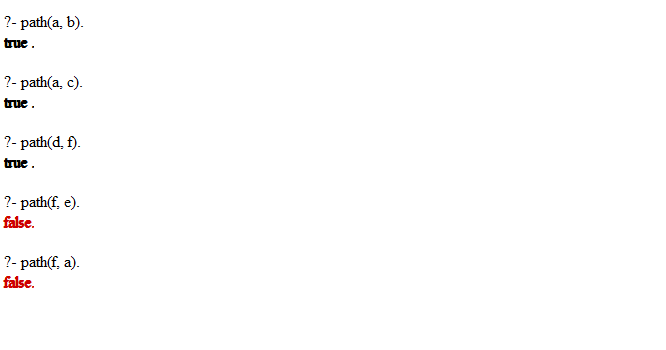 ?- path(a, b).
true .
?- path(a, c).
true .
?- path(d, f).
true .
?- path(f, e).
false.
?- path(f, a).
false.